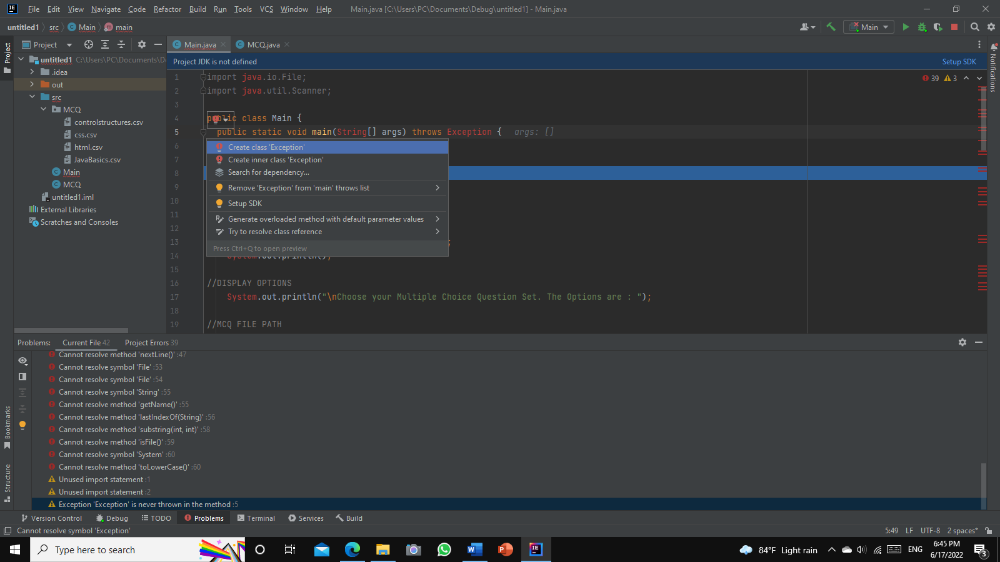 IE File Edit View Navigate Code Refactor Build Run Tools VCS Window Help Main.java [C:\Users\PC\Documents\Debug\untitled1] - Main.java
untitled1 src Main main Main
Project Main.java MCQ.java
Project
untitled1 C:\Users\PC\Documents\D
.idea
out
src
MCQ
controlstructures.csv
css.csv
html.csv
JavaBasics.csv
Main
MCQ
untitled1.iml
External Libraries
Scratches and Consoles
Project JDK is not defined Setup SDK
Notifications
39 3
1 import java.io.File;
2 import java.util.Scanner;
3
4 public class Main {
5 public static void main(String[] args) throws Exception { args: []
6
7
8
9
10
11
12
13 ;
14 System.out.println();
15
16 //DISPLAY OPTIONS
17 System.out.println("\nChoose your Multiple Choice Question Set. The Options are : ");
18
19 //MCQ FILE PATH
Create class 'Exception'
Create inner class 'Exception'
Search for dependency...
Remove 'Exception' from 'main' throws list
Setup SDK
Generate overloaded method with default parameter values
Try to resolve class reference
Press Ctrl+Q to open preview
Problems: Current File 42 Project Errors 39
Cannot resolve method 'nextLine()' :47
Cannot resolve symbol 'File' :53
Cannot resolve symbol 'File' :54
Cannot resolve symbol 'String' :55
Cannot resolve method 'getName()' :55
Cannot resolve method 'lastIndexOf(String)' :56
Cannot resolve method 'substring(int, int)' :58
Cannot resolve method 'isFile()' :59
Cannot resolve symbol 'System' :60
Cannot resolve method 'toLowerCase()' :60
Unused import statement :1
Unused import statement :2
Exception 'Exception' is never thrown in the method :5
Bookmarks
Structure
Version Control Debug TODO Problems Terminal Services Build
Cannot resolve symbol 'Exception' 5:49 LF UTF-8 2 spaces*
Type here to search
84°F Light rain ENG
6:45 PM
6/17/2022
3